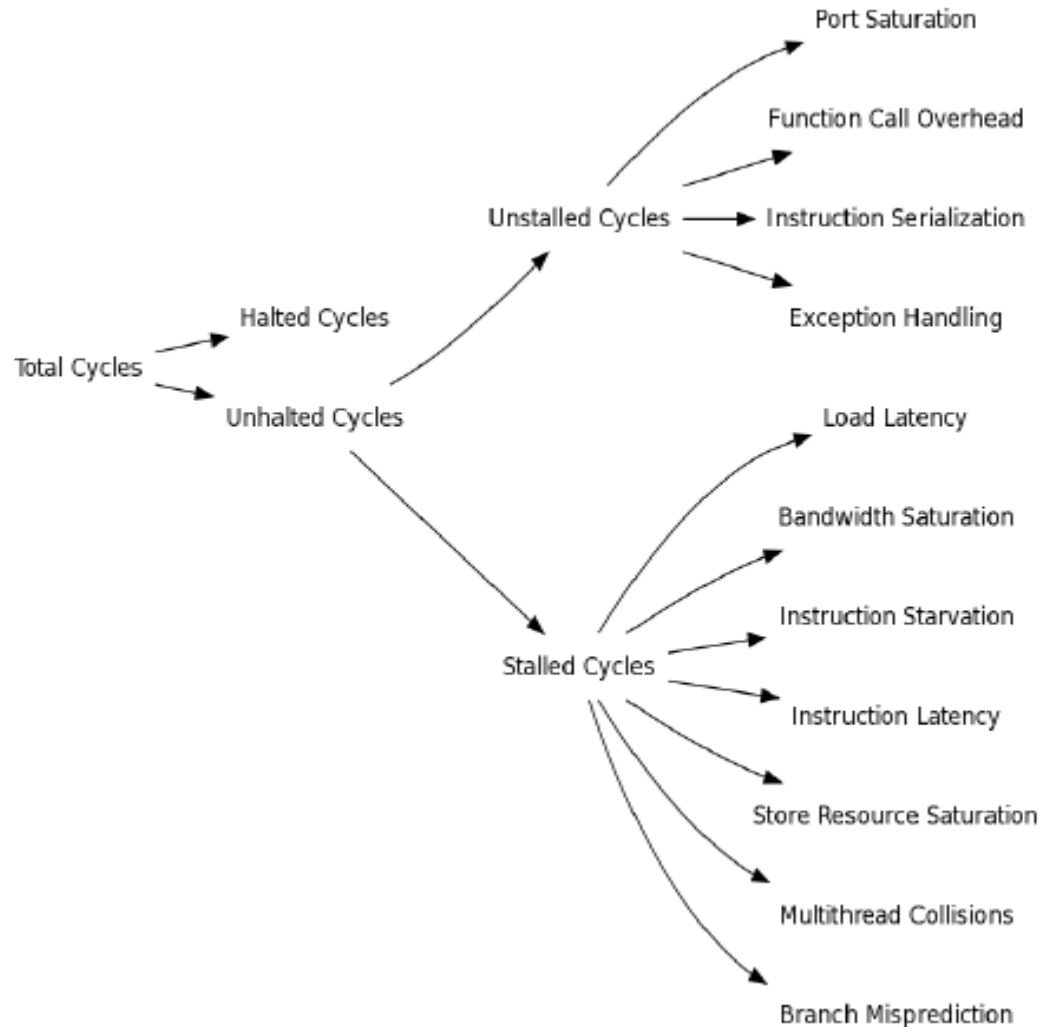 Port Saturation
Function Call Overhead
Unstalled Cycles
Instruction Serialization
Halted Cycles
Exception Handling
Total Cycles
Unhalted Cycles
Load Latency
Bandwidth Saturation
Instruction Starvation
Stalled Cycles
Instruction Latency
Store Resource Saturation
Multithread Collisions
Branch Misprediction